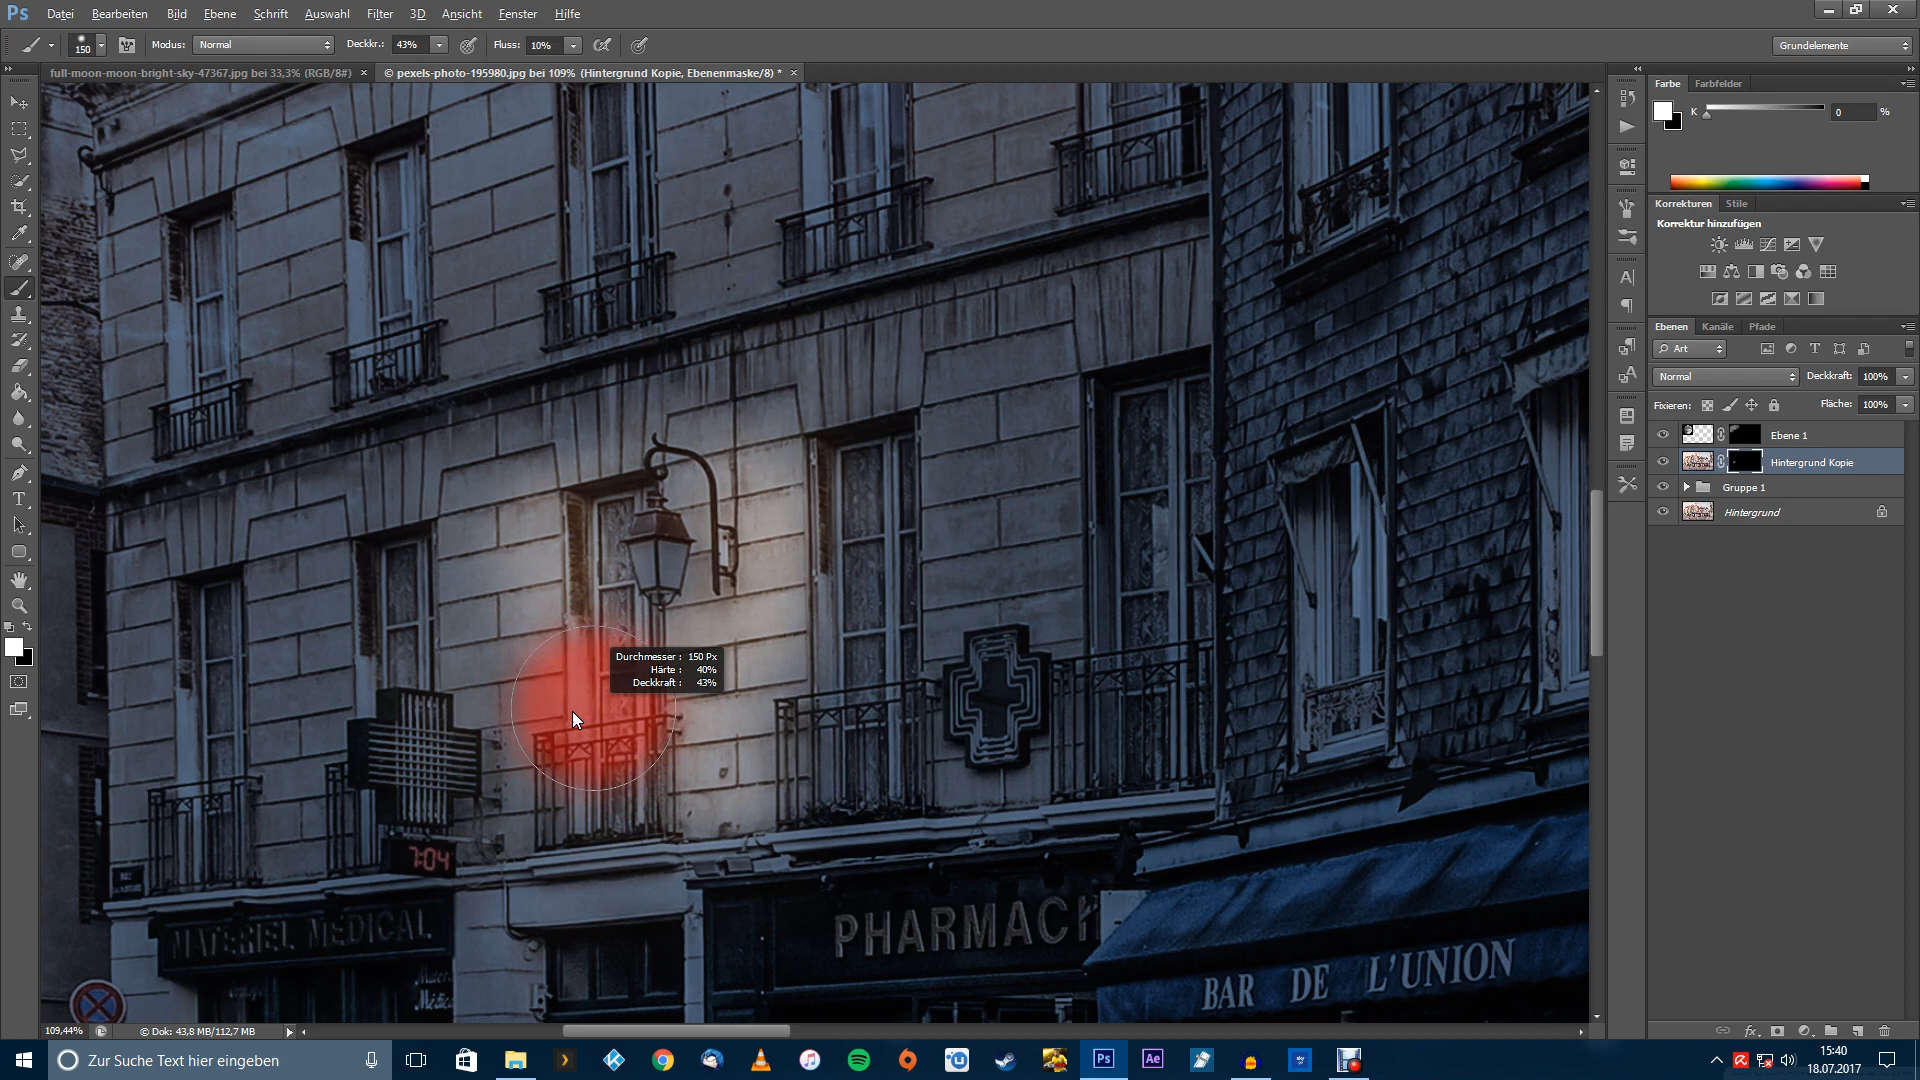 Ps Datei Bearbeiten Bild Ebene Schrift Auswahl Filter 3D Ansicht Fenster Hilfe
150 Modus: Normal Deckkr.: 43% Fluss: 10% Grundelemente
full-moon-moon-bright-sky-47367.jpg bei 33,3% (RGB/8#) × © pexels-photo-195980.jpg bei 109% (Hintergrund Kopie, Ebenenmaske/8) * ×
Farbe Farbfelder
K 0 %
Korrekturen Stile
Korrektur hinzufügen
Ebenen Kanäle Pfade
Art
Normal Deckkraft: 100%
Fixieren: Fläche: 100%
Ebene 1
Hintergrund Kopie
Gruppe 1
Hintergrund
Durchmesser : 150 Px
Härte : 40%
Deckkraft : 43%
7:04
MATERIEL MEDICAL
PHARMAC
BAR DE L'UNION
109,44% © Dok: 43,8 MB/112,7 MB
Zur Suche Text hier eingeben
Ps Ae
15:40
18.07.2017